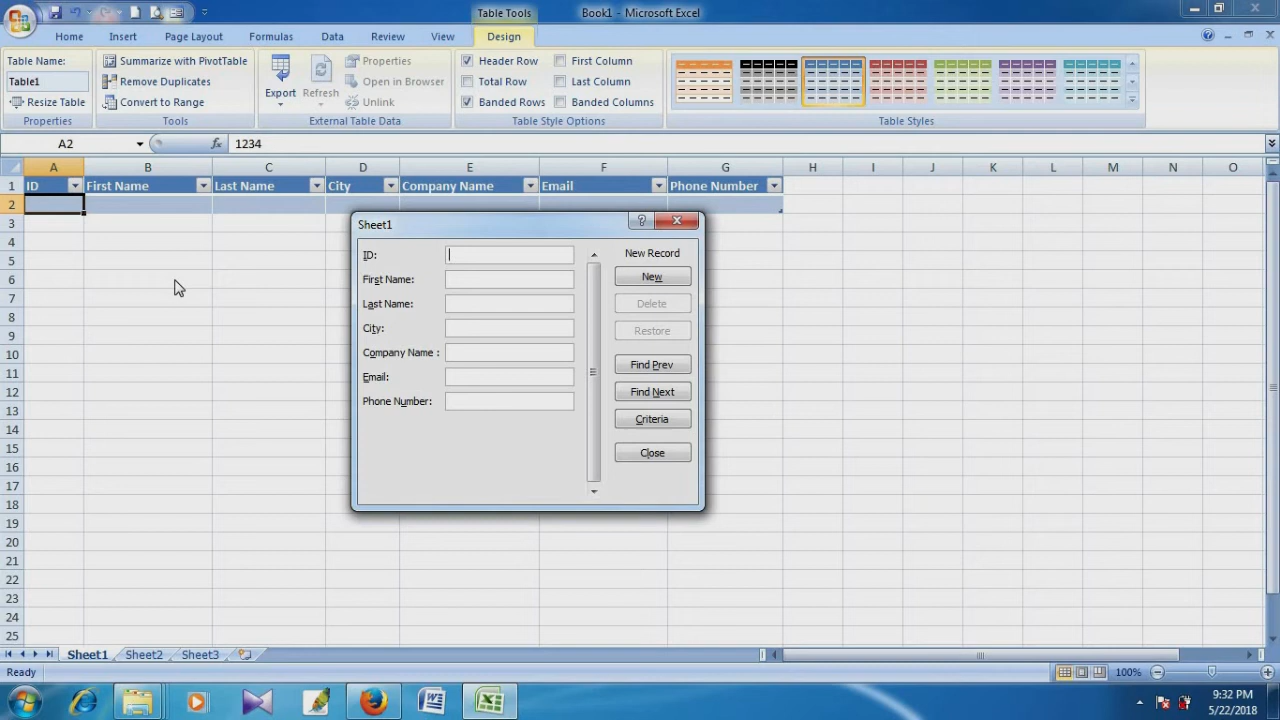 Table Tools
Book1 - Microsoft Excel
Home Insert Page Layout Formulas Data Review View Design
Table Name:
Table1
Resize Table
Properties
Summarize with PivotTable
Remove Duplicates
Convert to Range
Tools
Export
Refresh
Properties
Open in Browser
Unlink
External Table Data
Header Row
Total Row
Banded Rows
First Column
Last Column
Banded Columns
Table Style Options
Table Styles
A2
fx
1234
A B C D E F G H I J K L M N O
1 ID First Name Last Name City Company Name Email Phone Number
2
3
4
5
6
7
8
9
10
11
12
13
14
15
16
17
18
19
20
21
22
23
24
25
Sheet1
ID:
First Name:
Last Name:
City:
Company Name :
Email:
Phone Number:
New Record
New
Delete
Restore
Find Prev
Find Next
Criteria
Close
Sheet1 Sheet2 Sheet3
Ready
100%
9:32 PM
5/22/2018